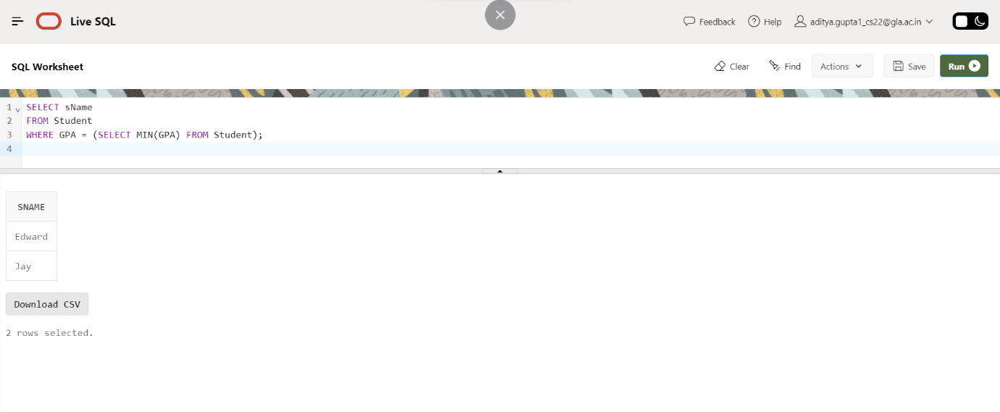 Live SQL
Feedback
Help
aditya.gupta1_cs22@gla.ac.in
SQL Worksheet
Clear
Find
Actions
Save
Run
1 SELECT sName
2 FROM Student
3 WHERE GPA = (SELECT MIN(GPA) FROM Student);
4
SNAME
Edward
Jay
Download CSV
2 rows selected.